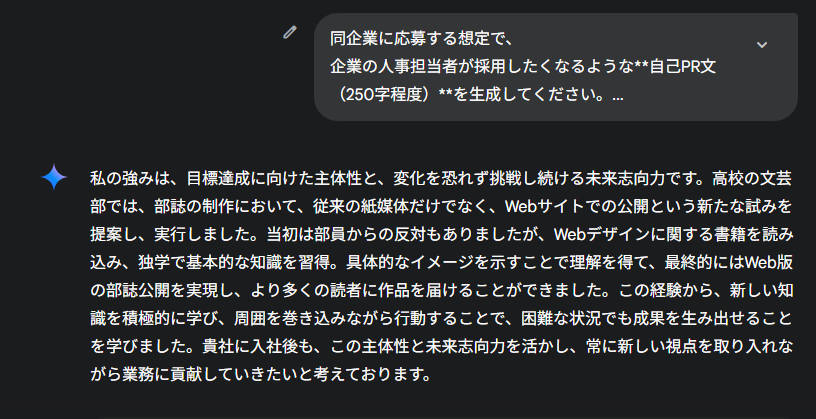 同企業に応募する想定で、
企業の人事担当者が採用したくなるような**自己PR文
（250字程度）**を生成してください。...
私の強みは、目標達成に向けた主体性と、変化を恐れず挑戦し続ける未来志向力です。高校の文芸
部では、部誌の制作において、従来の紙媒体だけでなく、Webサイトでの公開という新たな試みを
提案し、実行しました。当初は部員からの反対もありましたが、Webデザインに関する書籍を読み
込み、独学で基本的な知識を習得。具体的なイメージを示すことで理解を得て、最終的にはWeb版
の部誌公開を実現し、より多くの読者に作品を届けることができました。この経験から、新しい知
識を積極的に学び、周囲を巻き込みながら行動することで、困難な状況でも成果を生み出せること
を学びました。貴社に入社後も、この主体性と未来志向力を活かし、常に新しい視点を取り入れな
がら業務に貢献していきたいと考えております。